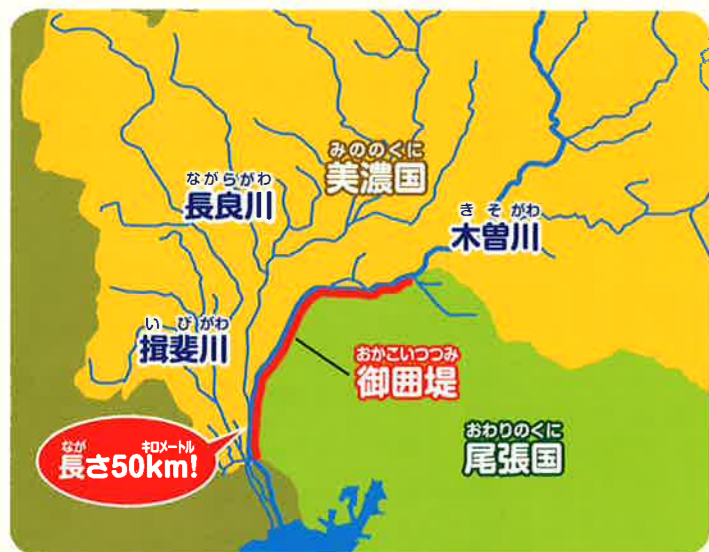 みののくに
美濃国
ながらがわ
長良川
きそがわ
木曽川
いびがわ
揖斐川
おかこいつつみ
御囲堤
おわりのくに
尾張国
なが キロメートル
長さ50km!